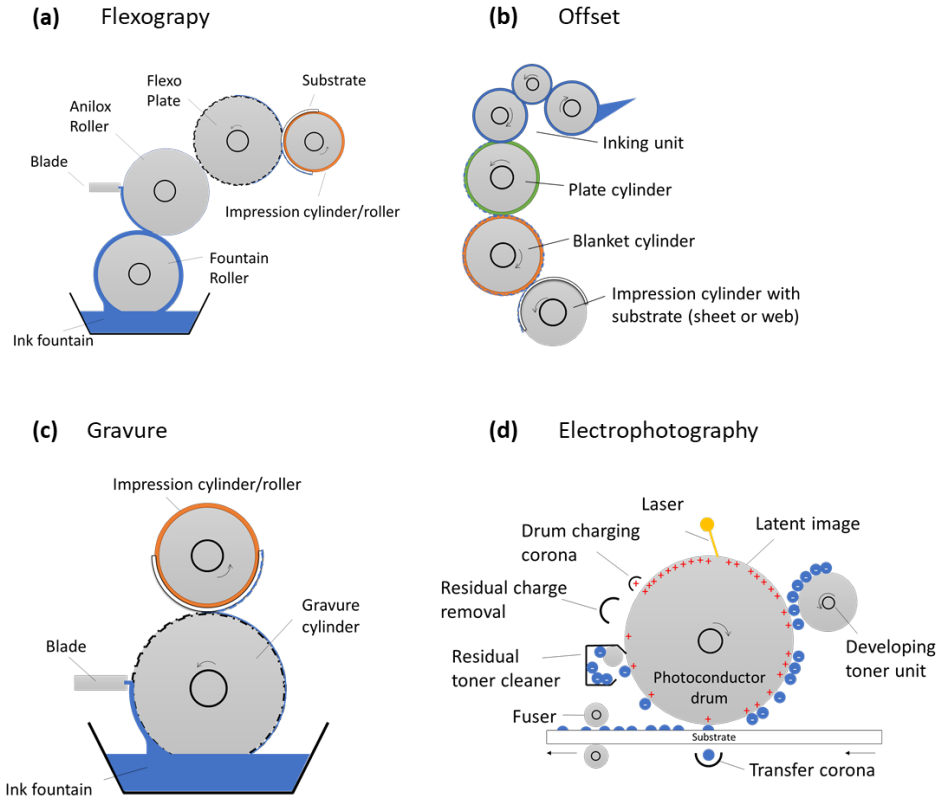 (a) Flexograpy
Flexo
Plate
Substrate
Anilox
Roller
Blade
Impression cylinder/roller
Fountain
Roller
Ink fountain
(b) Offset
Inking unit
Plate cylinder
Blanket cylinder
Impression cylinder with
substrate (sheet or web)
(c) Gravure
Impression cylinder/roller
Gravure
cylinder
Blade
Ink fountain
(d) Electrophotography
Laser
Latent image
Drum charging
corona
Residual charge
removal
Residual
toner cleaner
Developing
toner unit
Photoconductor
drum
Fuser
Substrate
Transfer corona